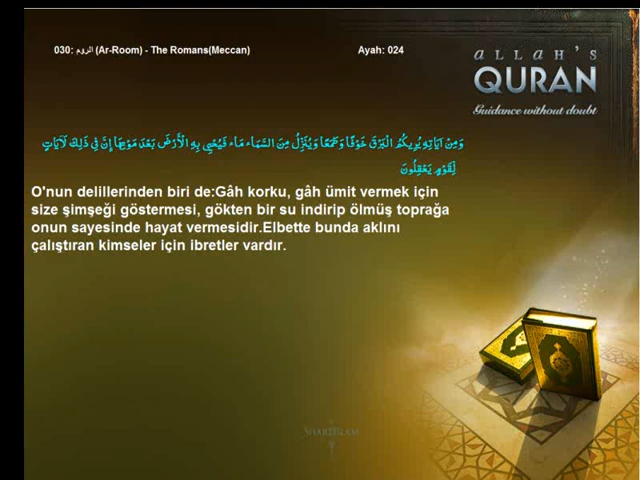 030: الروم (Ar-Room) - The Romans(Meccan) Ayah: 024
ALLAH'S
QURAN
Guidance without doubt
وَمِنْ آيَاتِهِ يُرِيكُمُ الْبَرْقَ خَوْفًا وَطَمَعًا وَيُنَزِّلُ مِنَ السَّمَاءِ مَاءً فَيُحْيِي بِهِ الْأَرْضَ بَعْدَ مَوْتِهَا إِنَّ فِي ذَلِكَ لَآيَاتٍ
لِّقَوْمٍ يَعْقِلُونَ
O'nun delillerinden biri de:Gâh korku, gâh ümit vermek için
size şimşeği göstermesi, gökten bir su indirip ölmüş toprağa
onun sayesinde hayat vermesidir.Elbette bunda aklını
çalıştıran kimseler için ibretler vardır.